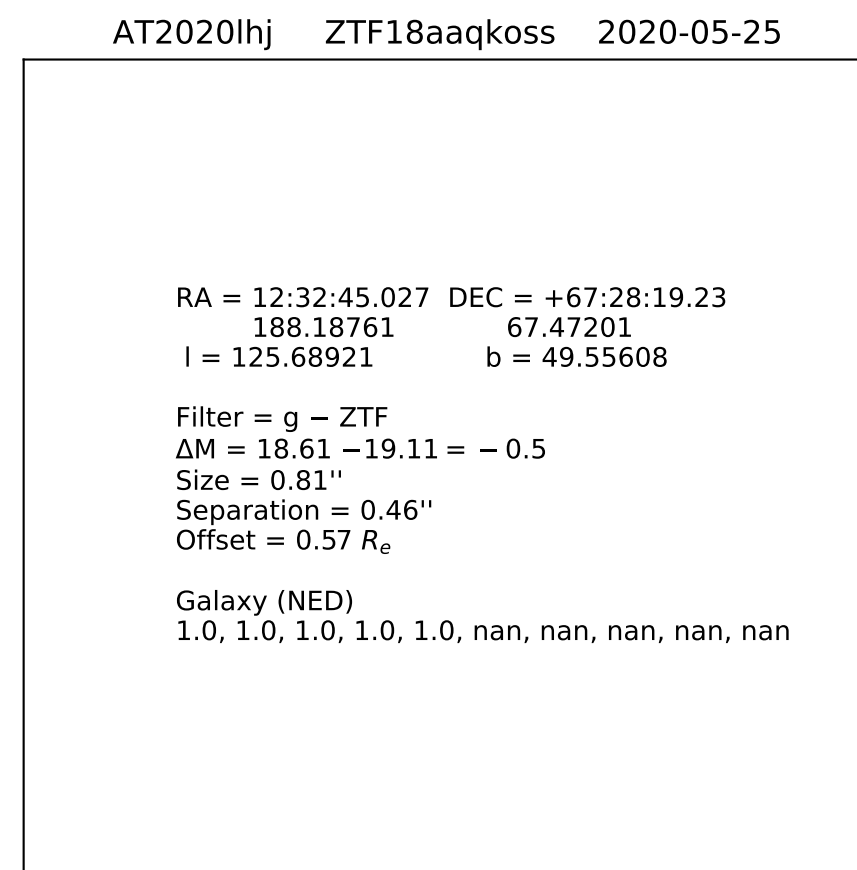 AT2020lhj ZTF18aaqkoss 2020-05-25
RA = 12:32:45.027 DEC = +67:28:19.23
188.18761 67.47201
l = 125.68921 b = 49.55608
Filter = g − ZTF
ΔM = 18.61 −19.11 = − 0.5
Size = 0.81''
Separation = 0.46''
Offset = 0.57 Rₑ
Galaxy (NED)
1.0, 1.0, 1.0, 1.0, 1.0, nan, nan, nan, nan, nan